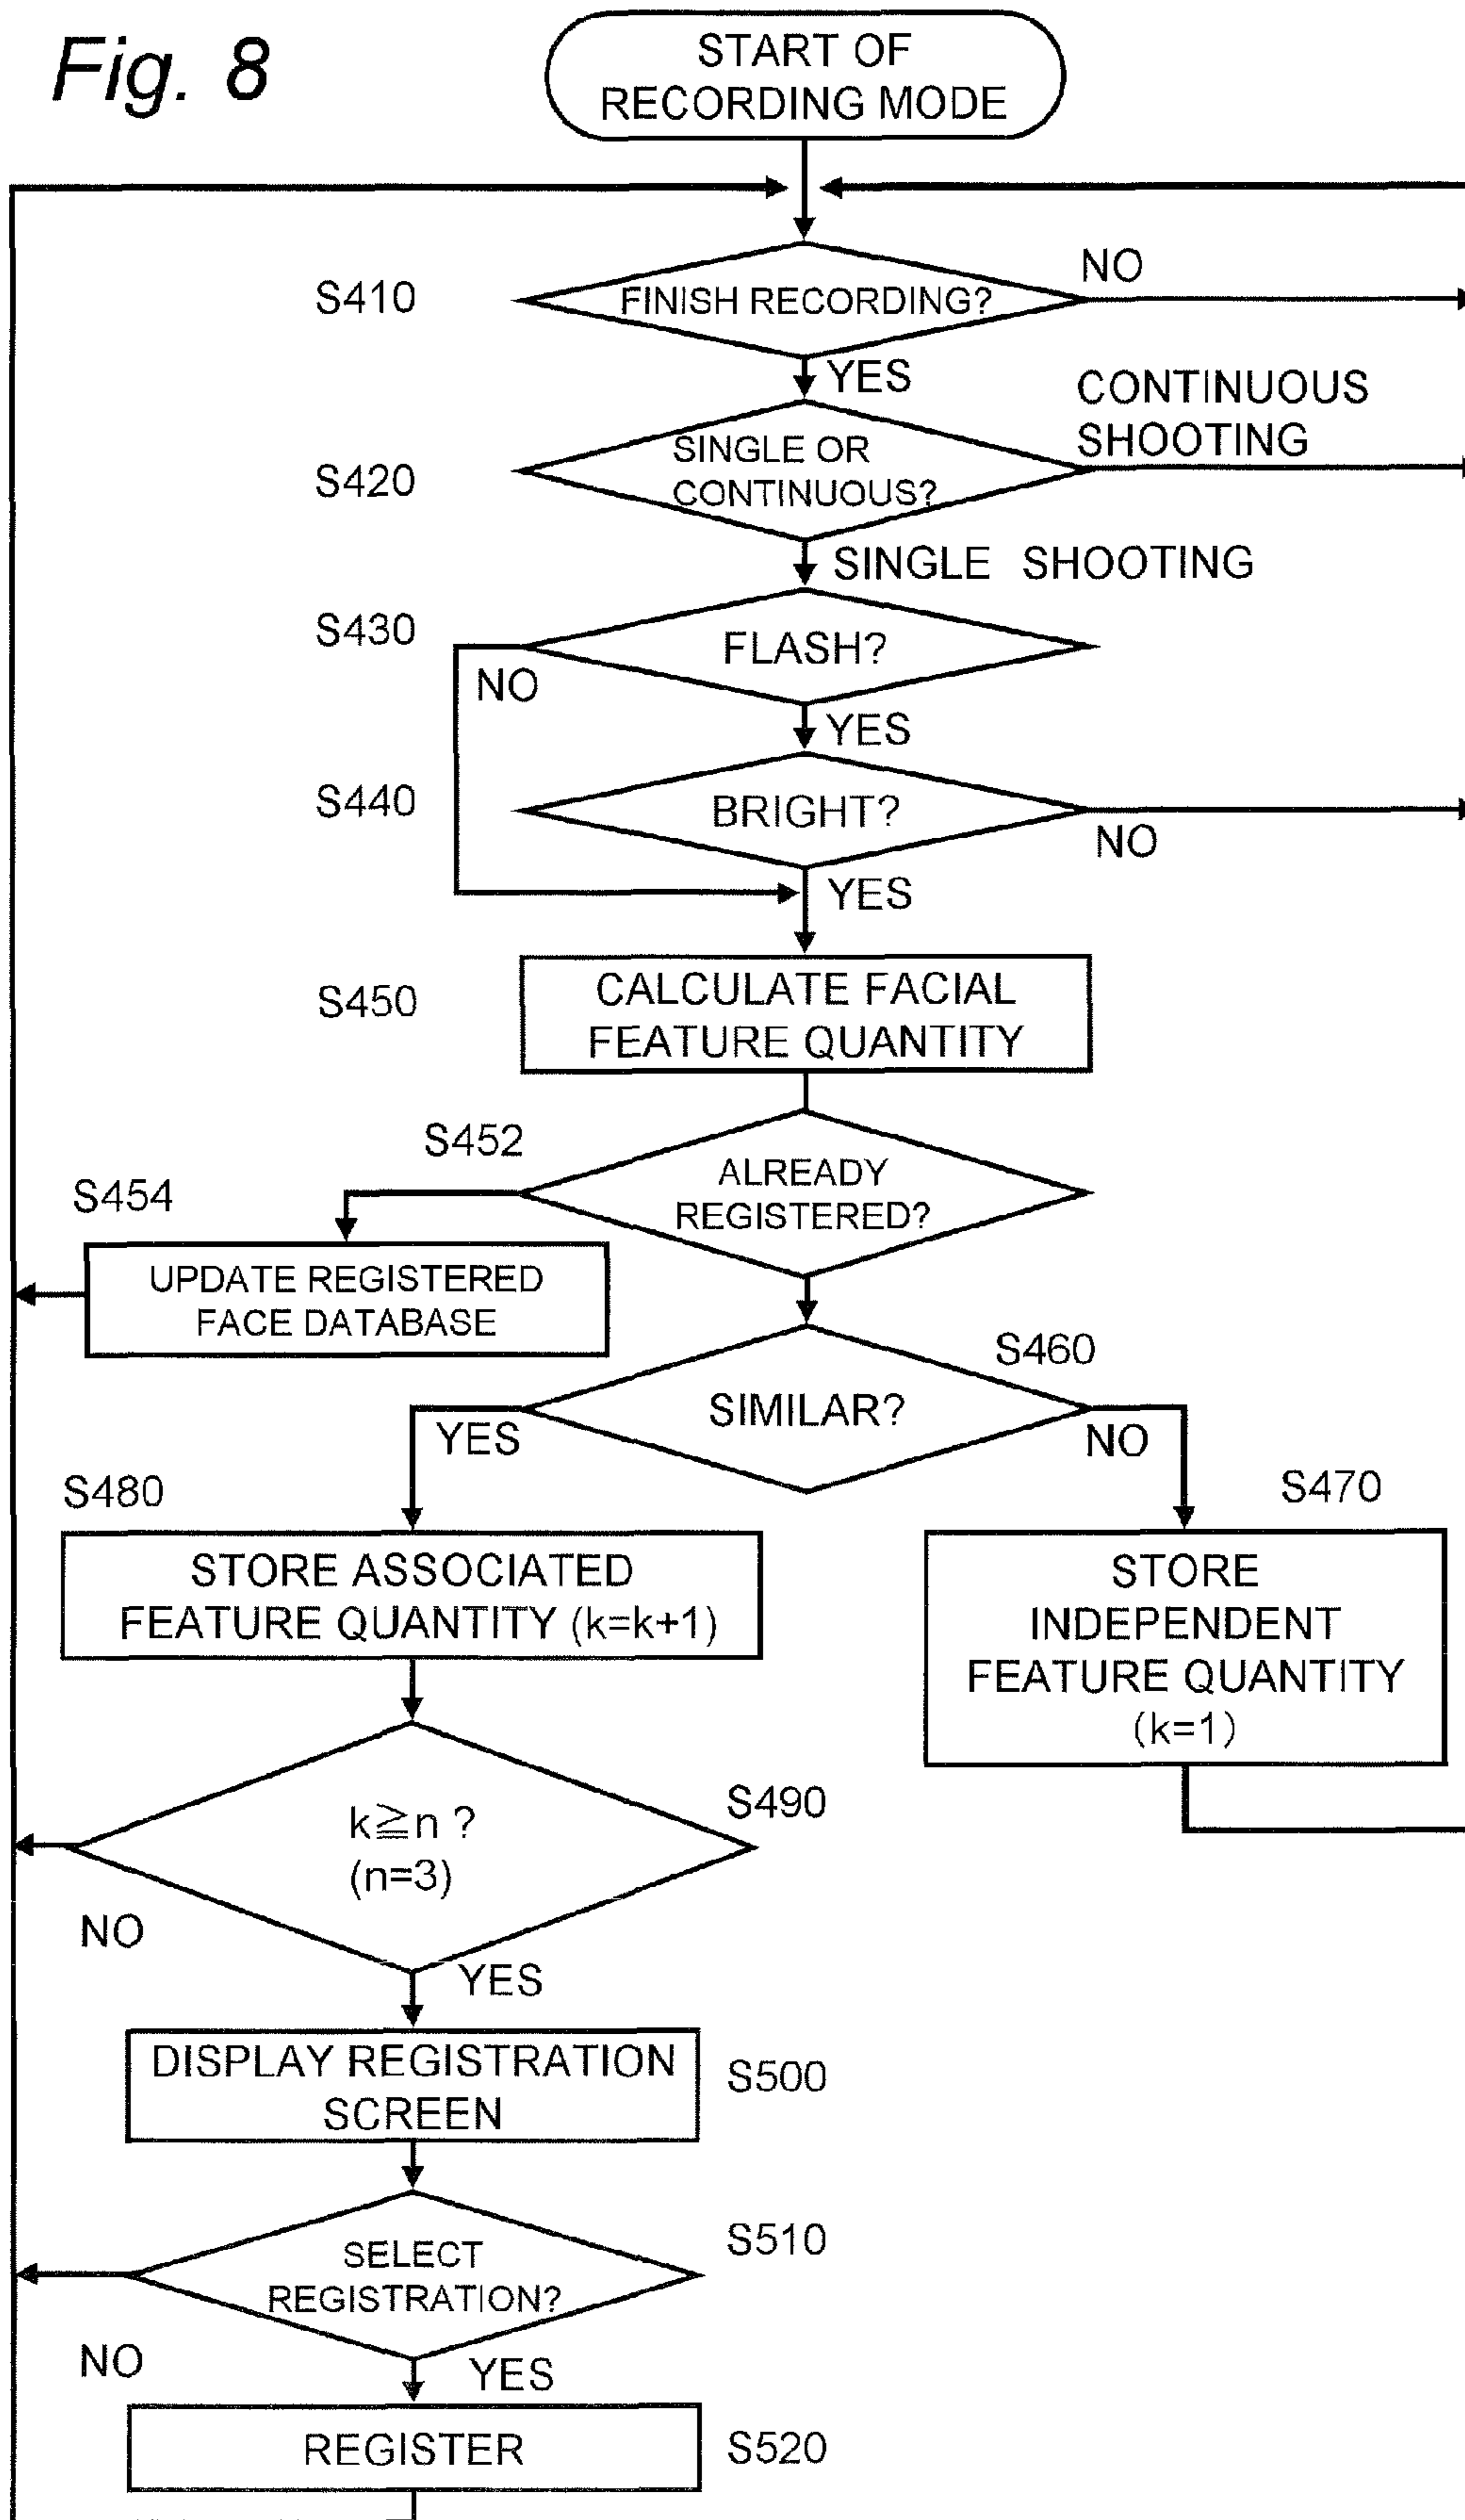 Fig. 8
START OF
RECORDING MODE
S410
FINISH RECORDING?
NO
YES
S420
SINGLE OR
CONTINUOUS?
CONTINUOUS
SHOOTING
SINGLE SHOOTING
S430
FLASH?
NO
YES
S440
BRIGHT?
NO
YES
S450
CALCULATE FACIAL
FEATURE QUANTITY
S452
ALREADY
REGISTERED?
S454
UPDATE REGISTERED
FACE DATABASE
S460
SIMILAR?
YES
NO
S480
STORE ASSOCIATED
FEATURE QUANTITY (k=k+1)
S470
STORE
INDEPENDENT
FEATURE QUANTITY
(k=1)
S490
k≧n ?
(n=3)
NO
YES
DISPLAY REGISTRATION
SCREEN
S500
S510
SELECT
REGISTRATION?
NO
YES
REGISTER
S520